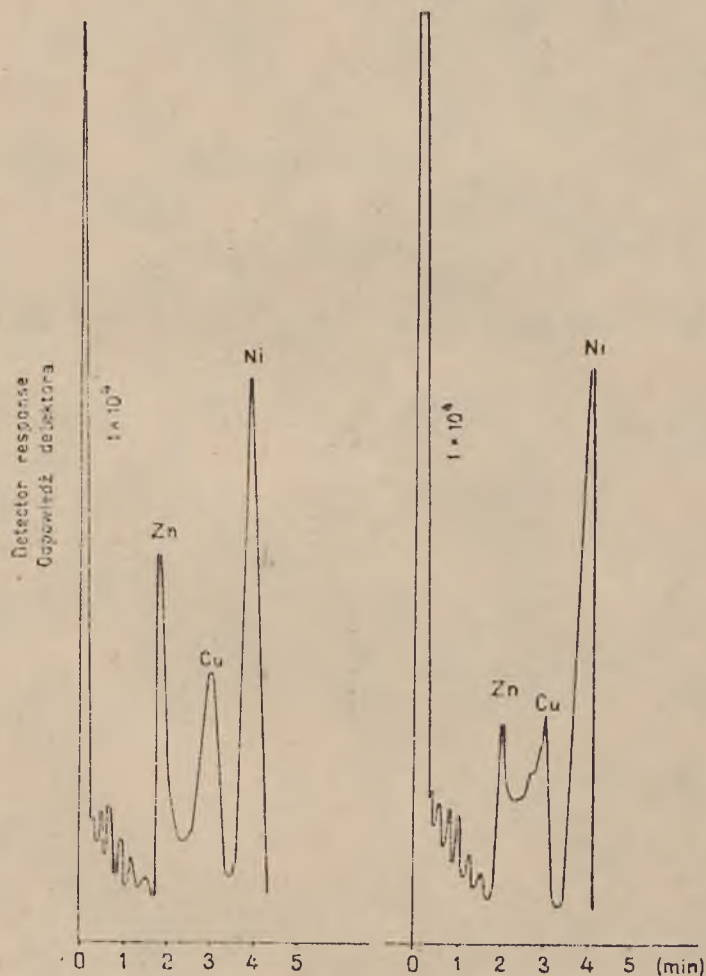 Detector response
Odpowiedź detektora
1×10⁴
Zn
Cu
Ni
0 1 2 3 4 5
1×10⁴
Zn
Cu
Ni
0 1 2 3 4 5 (min)